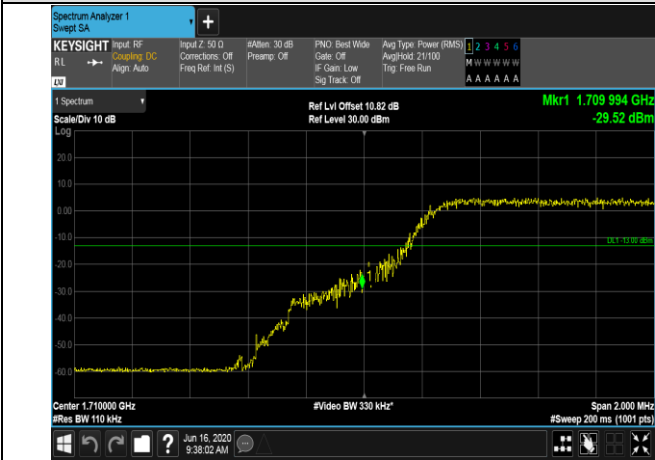 Spectrum Analyzer 1
Swept SA
+
KEYSIGHT Input: RF Input Z: 50 Ω #Atten: 30 dB PNO: Best Wide Avg Type: Power (RMS) 1 2 3 4 5 6
RL Coupling: DC Corrections: Off Preamp: Off Gate: Off Avg|Hold: 21/100 M W W W W W
Align: Auto Freq Ref: Int (S) IF Gain: Low Trig: Free Run
Sig Track: Off A A A A A A
LXI
1 Spectrum Ref Lvl Offset 10.82 dB Mkr1 1.709 994 GHz
Scale/Div 10 dB Ref Level 30.00 dBm -29.52 dBm
Log
20.0
10.0
0.00
-10.0
DL1 -13.00 dBm
-20.0
1
-30.0
-40.0
-50.0
-60.0
Center 1.710000 GHz #Video BW 330 kHz* Span 2.000 MHz
#Res BW 110 kHz #Sweep 200 ms (1001 pts)
? Jun 16, 2020
9:38:02 AM